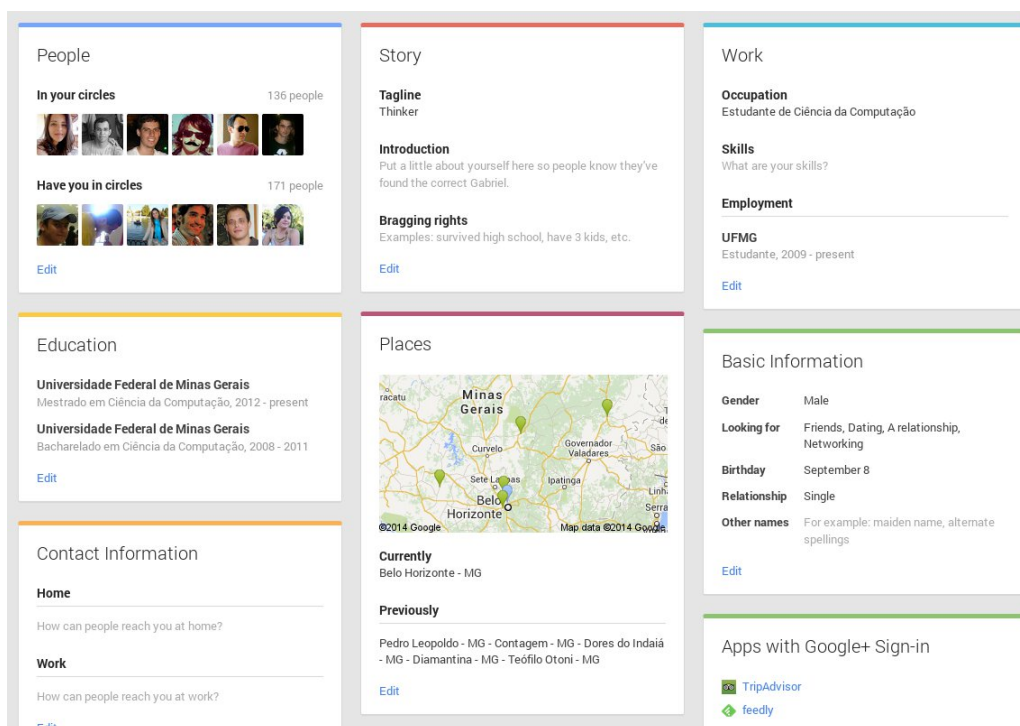 People
In your circles 136 people
Have you in circles 171 people
Edit
Education
Universidade Federal de Minas Gerais
Mestrado em Ciência da Computação, 2012 - present
Universidade Federal de Minas Gerais
Bacharelado em Ciência da Computação, 2008 - 2011
Edit
Contact Information
Home
How can people reach you at home?
Work
How can people reach you at work?
Edit
Story
Tagline
Thinker
Introduction
Put a little about yourself here so people know they've
found the correct Gabriel.
Bragging rights
Examples: survived high school, have 3 kids, etc.
Edit
Places
racatu
Minas
Gerais
Curvelo
Governador
Valadares
São
Sete Lagoas
Ipatinga
Belo
Horizonte
Linh
Serra
©2014 Google
Map data ©2014 Google
Currently
Belo Horizonte - MG
Previously
Pedro Leopoldo - MG - Contagem - MG - Dores do Indaiá
- MG - Diamantina - MG - Teófilo Otoni - MG
Edit
Work
Occupation
Estudante de Ciência da Computação
Skills
What are your skills?
Employment
UFMG
Estudante, 2009 - present
Edit
Basic Information
Gender Male
Looking for Friends, Dating, A relationship,
Networking
Birthday September 8
Relationship Single
Other names For example: maiden name, alternate
spellings
Edit
Apps with Google+ Sign-in
TripAdvisor
feedly